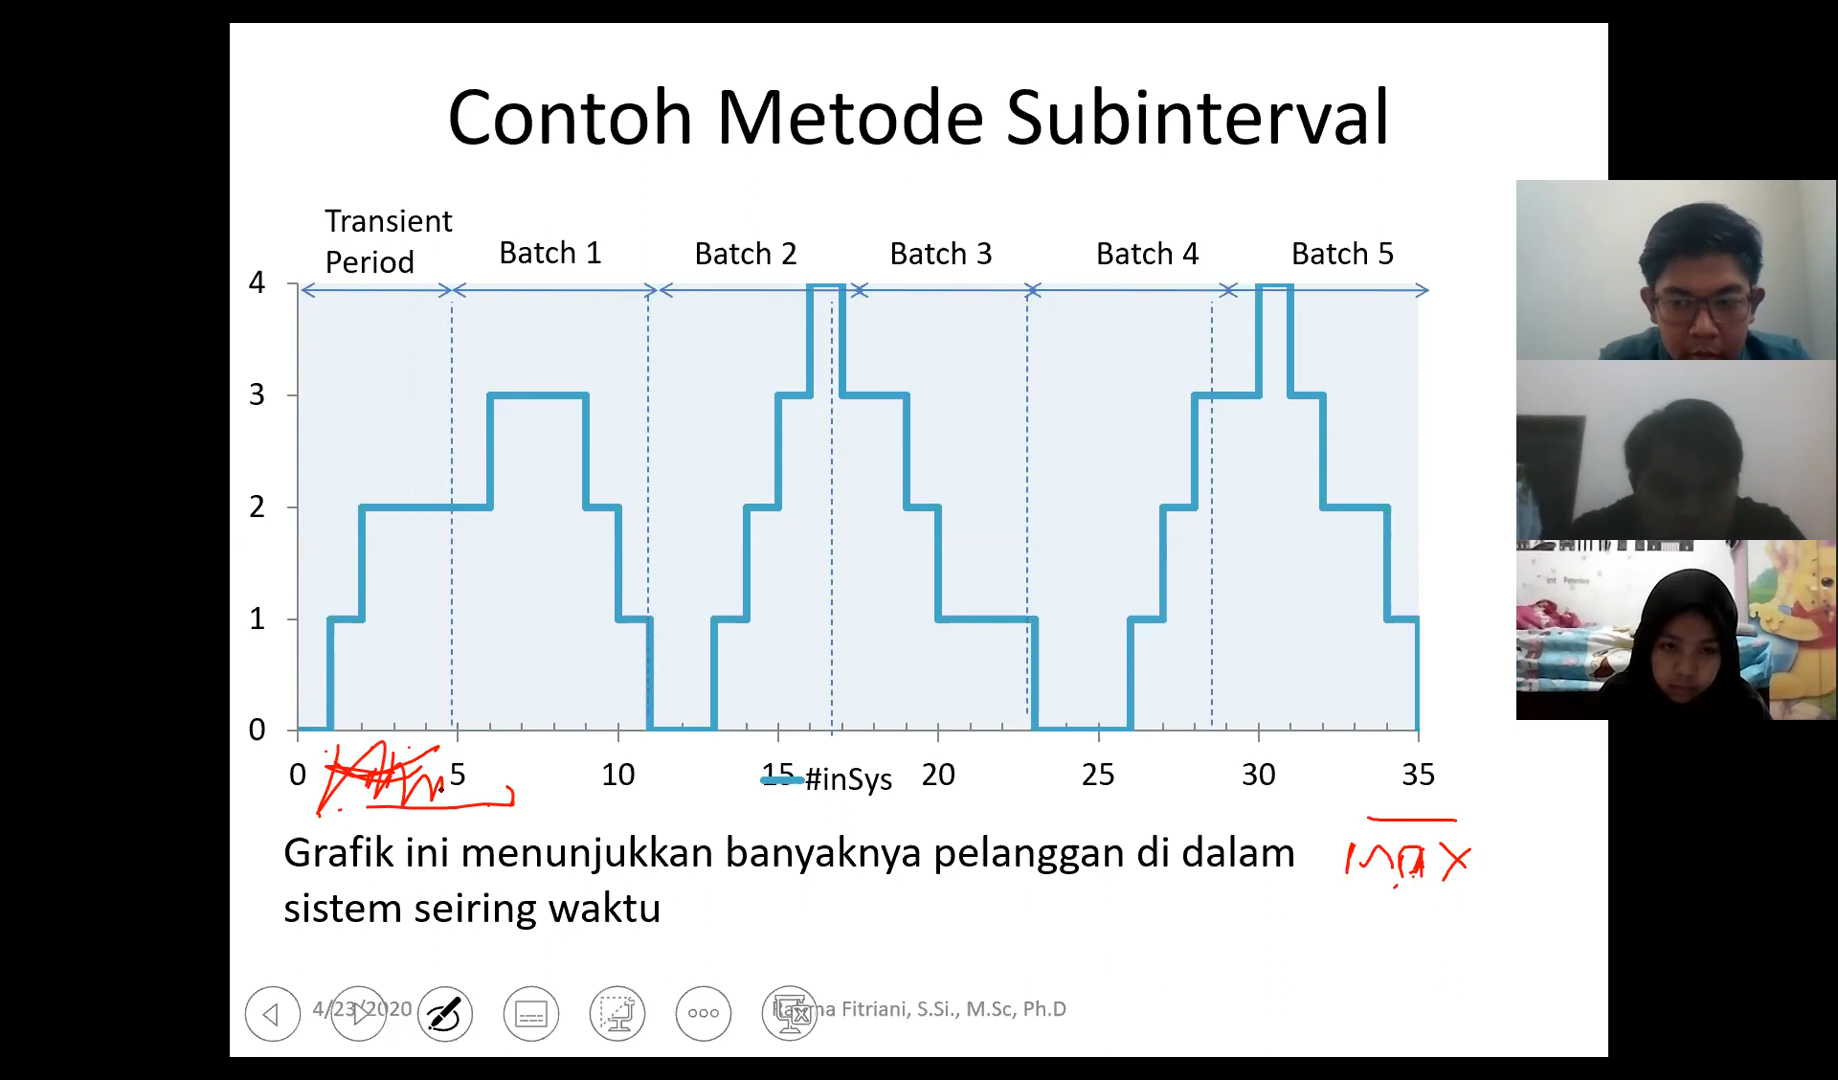 Contoh Metode Subinterval
Transient
Period
Batch 1
Batch 2
Batch 3
Batch 4
Batch 5
4
3
2
1
0
0 5 10 15 20 25 30 35
#inSys
max
Grafik ini menunjukkan banyaknya pelanggan di dalam
sistem seiring waktu
4/23/2020
Fitriani, S.Si., M.Sc, Ph.D